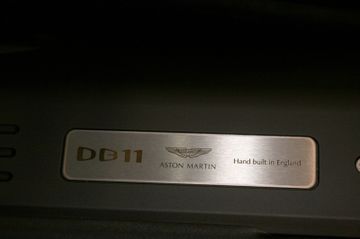 DB11
ASTON MARTIN
Hand built in England